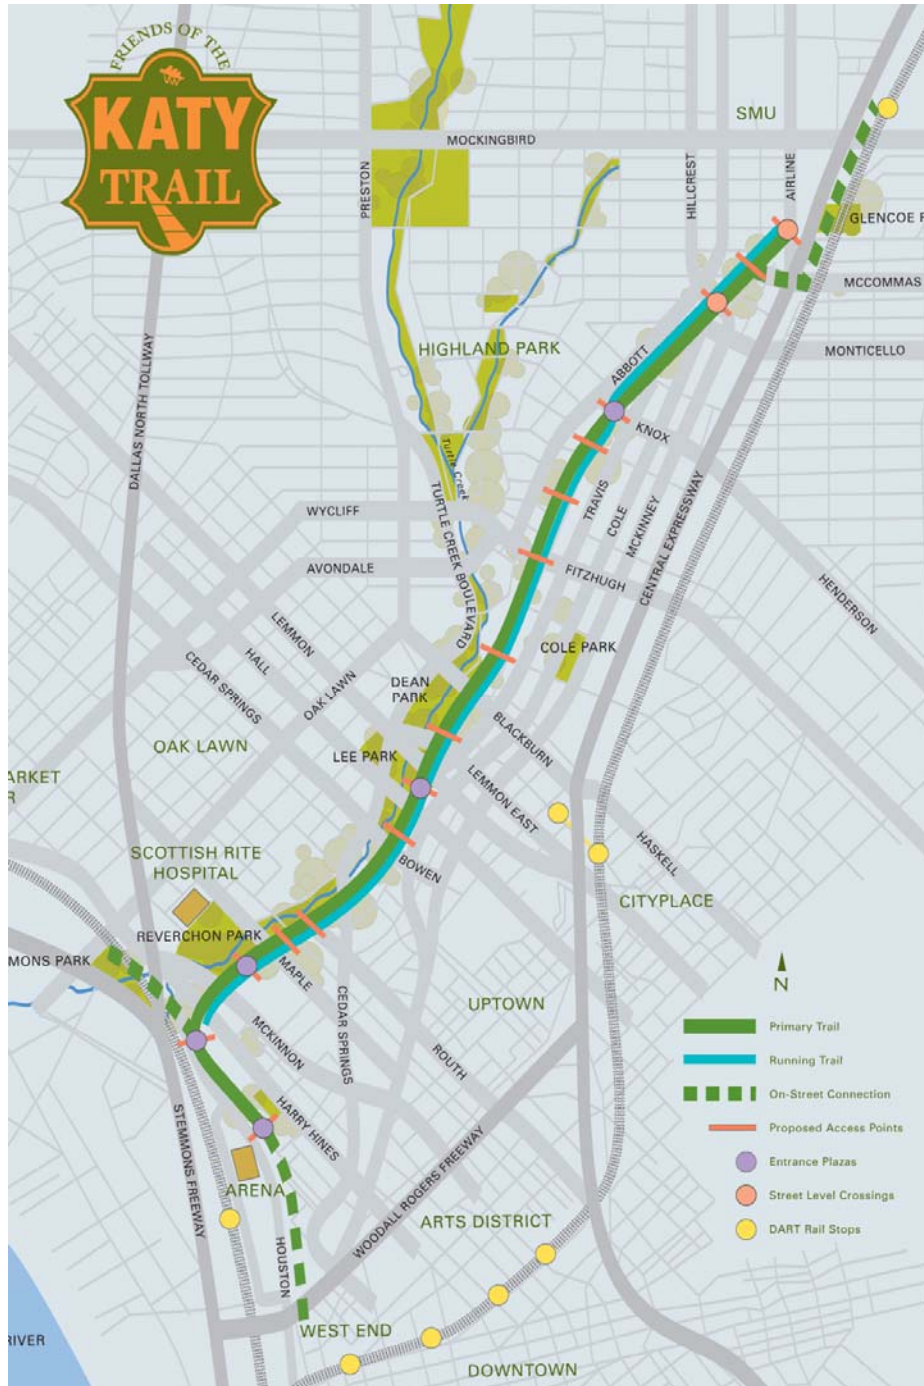 FRIENDS OF THE
KATY
TRAIL
SMU
MOCKINGBIRD
PRESTON
HILLCREST
AIRLINE
GLENCOE
MCCOMMAS
DALLAS NORTH TOLLWAY
HIGHLAND PARK
ABBOTT
MONTICELLO
KNOX
Turtle Creek
TURTLE CREEK BOULEVARD
WYCLIFF
TRAVIS
COLE
MCKINNEY
CENTRAL EXPRESSWAY
AVONDALE
FITZHUGH
HENDERSON
LEMMON
HALL
CEDAR SPRINGS
OAK LAWN
COLE PARK
DEAN
PARK
OAK LAWN
BLACKBURN
LEE PARK
ARKET
R
LEMMON EAST
HASKELL
SCOTTISH RITE
HOSPITAL
BOWEN
CITYPLACE
REVERCHON PARK
MONS PARK
MAPLE
N
UPTOWN
CEDAR SPRINGS
MCKINNON
ROUTH
Primary Trail
Running Trail
On-Street Connection
Proposed Access Points
Entrance Plazas
Street Level Crossings
DART Rail Stops
HARRY HINES
STEMMONS FREEWAY
ARENA
WOODALL ROGERS FREEWAY
ARTS DISTRICT
HOUSTON
WEST END
RIVER
DOWNTOWN